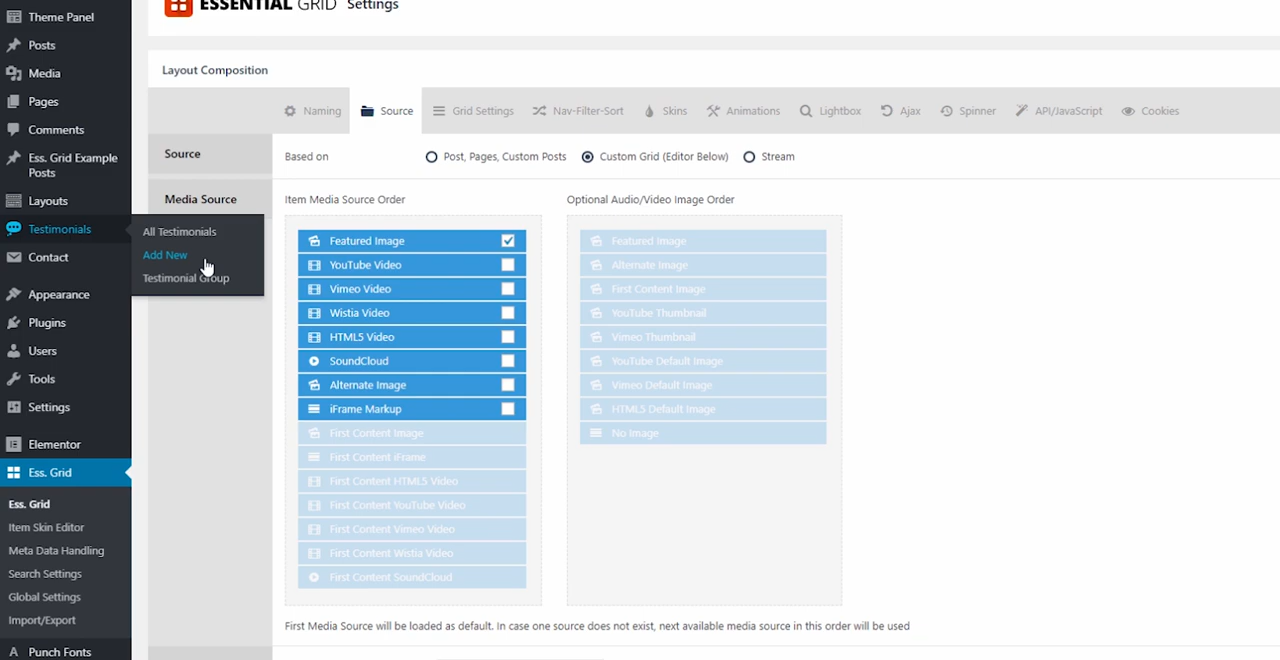 Theme Panel
Posts
Media
Pages
Comments
Ess. Grid Example
Posts
Layouts
Testimonials
Contact
Appearance
Plugins
Users
Tools
Settings
Elementor
Ess. Grid
Ess. Grid
Item Skin Editor
Meta Data Handling
Search Settings
Global Settings
Import/Export
Punch Fonts
All Testimonials
Add New
Testimonial Group
ESSENTIAL GRID Settings
Layout Composition
Naming Source Grid Settings Nav-Filter-Sort Skins Animations Lightbox Ajax Spinner API/JavaScript Cookies
Source
Based on Post, Pages, Custom Posts Custom Grid (Editor Below) Stream
Media Source
Item Media Source Order
Featured Image
YouTube Video
Vimeo Video
Wistia Video
HTML5 Video
SoundCloud
Alternate Image
iFrame Markup
First Content Image
First Content iFrame
First Content HTML5 Video
First Content YouTube Video
First Content Vimeo Video
First Content Wistia Video
First Content SoundCloud
Optional Audio/Video Image Order
Featured Image
Alternate Image
First Content Image
YouTube Thumbnail
Vimeo Thumbnail
YouTube Default Image
Vimeo Default Image
HTML5 Default Image
No Image
First Media Source will be loaded as default. In case one source does not exist, next available media source in this order will be used